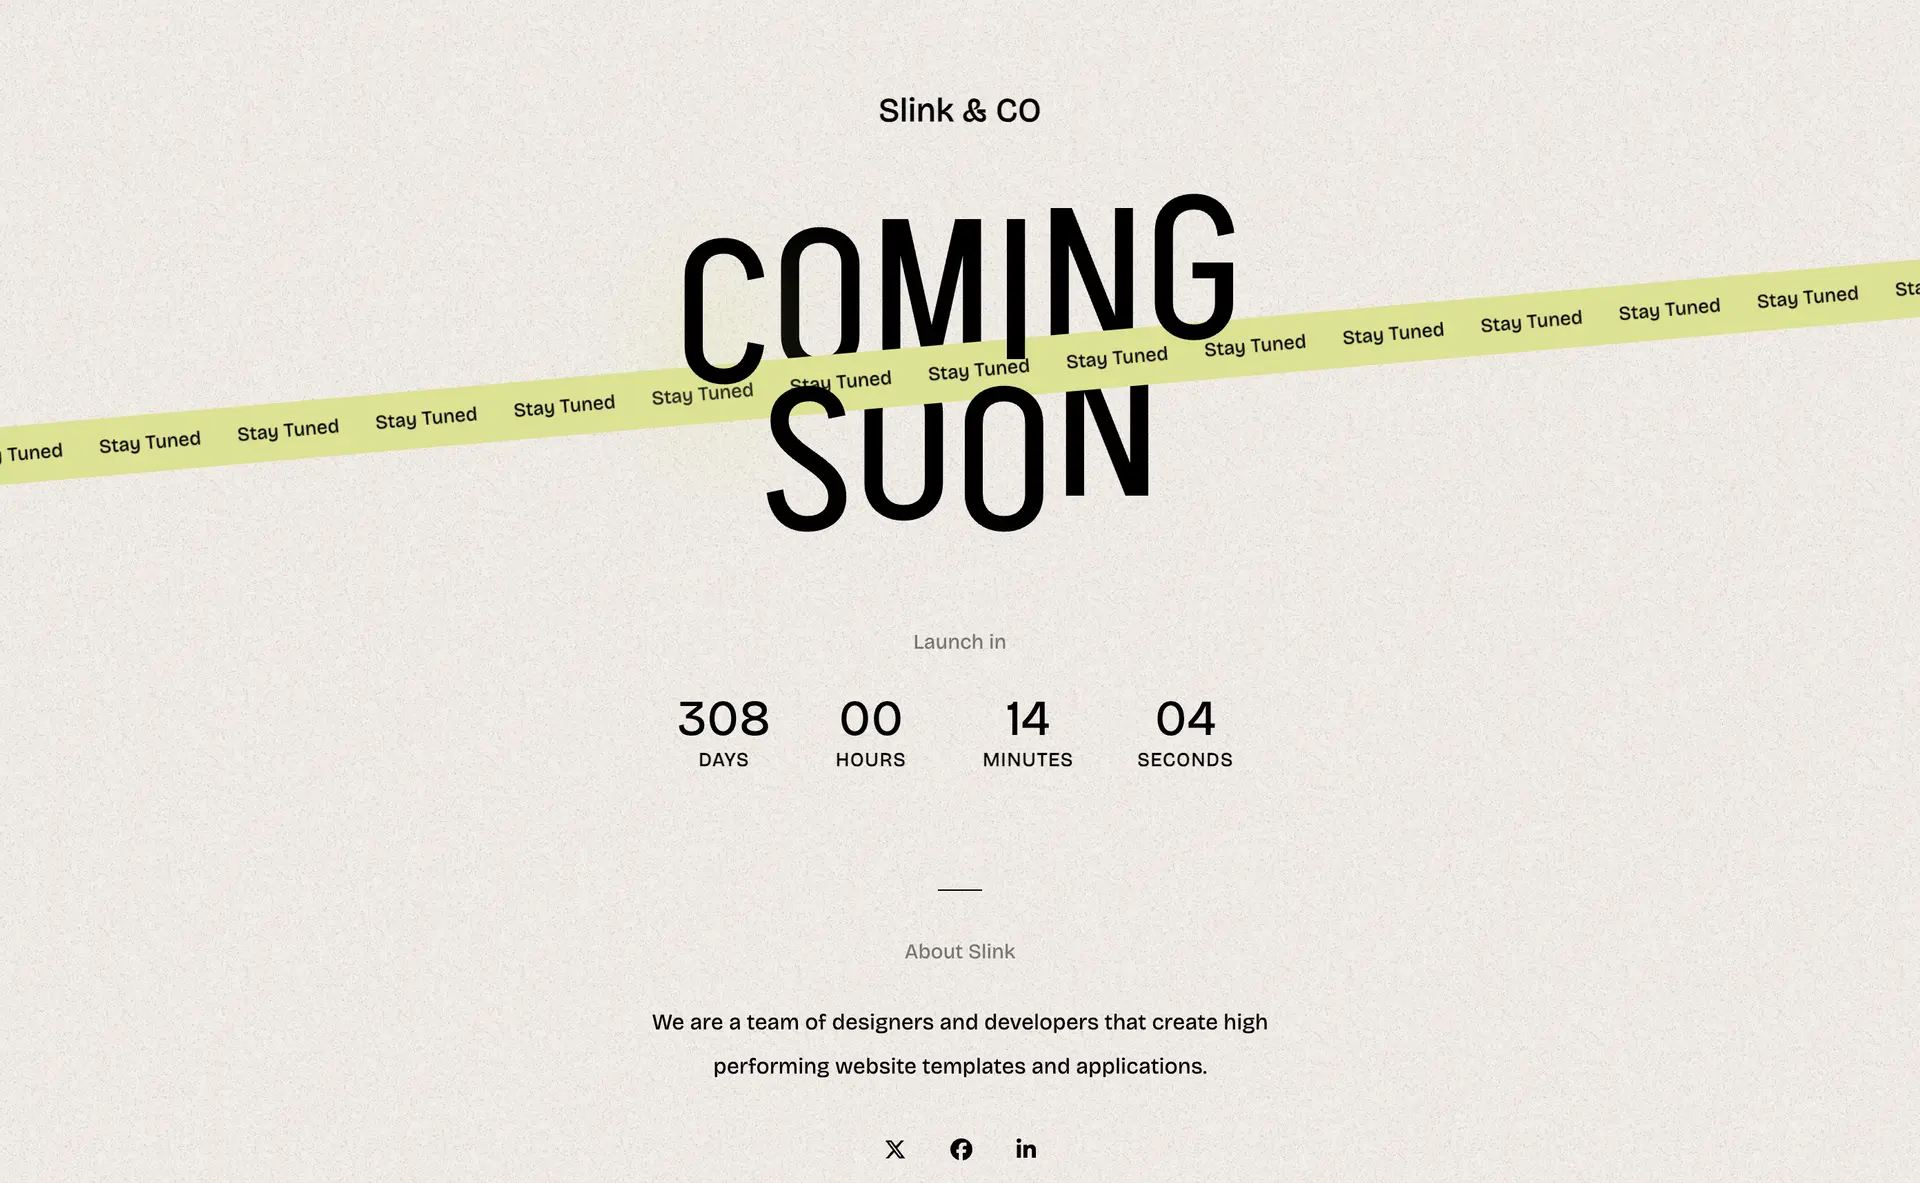 Slink & CO
COMING
y Tuned Stay Tuned Stay Tuned Stay Tuned Stay Tuned Stay Tuned Stay Tuned Stay Tuned Stay Tuned Stay Tuned Stay Tuned Stay Tuned Stay Tuned Stay Tuned Sta
SOON
Launch in
308 00 14 04
DAYS HOURS MINUTES SECONDS
About Slink
We are a team of designers and developers that create high
performing website templates and applications.